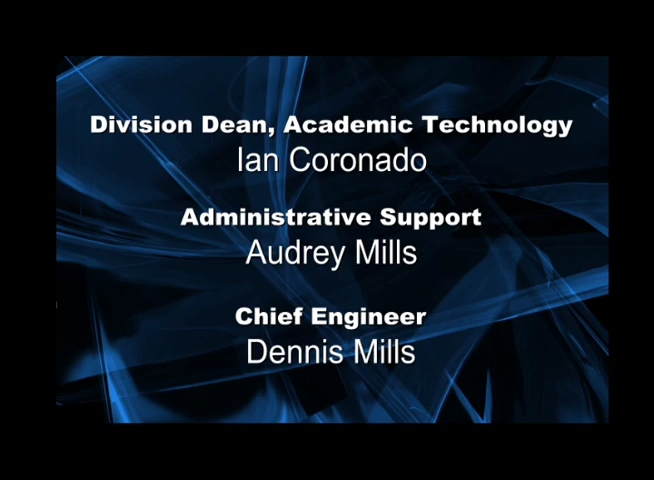 Division Dean, Academic Technology
Ian Coronado
Administrative Support
Audrey Mills
Chief Engineer
Dennis Mills